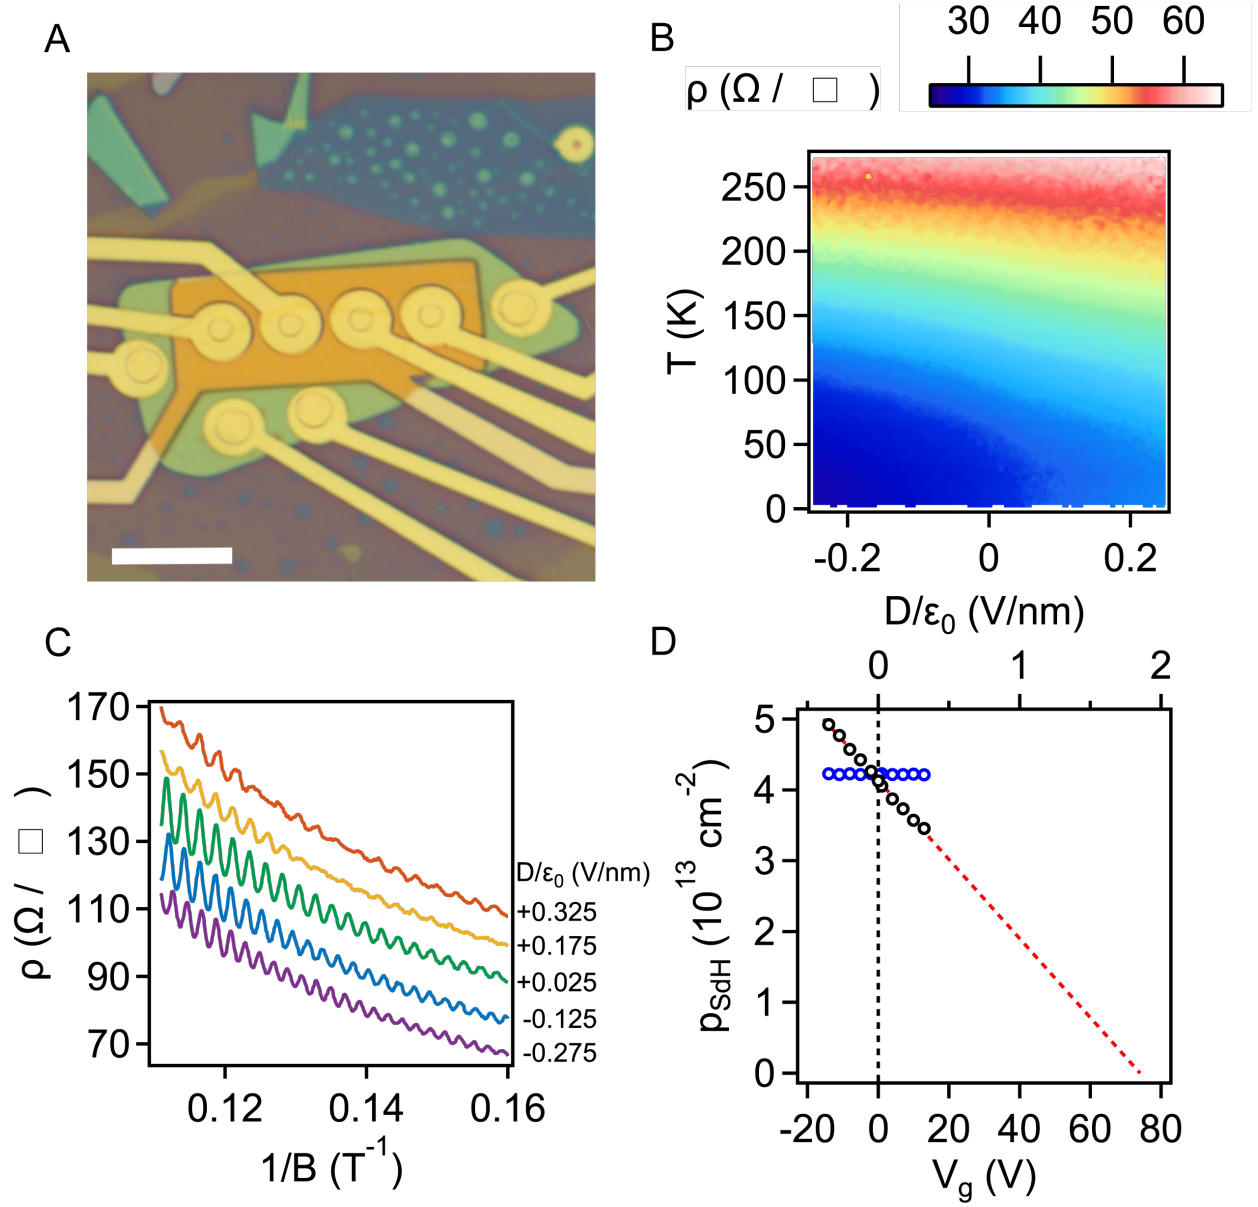 A
B
ρ (Ω / □ )
30 40 50 60
250
200
150
100
50
0
T (K)
-0.2 0 0.2
D/ε0 (V/nm)
C
170
150
130
110
90
70
ρ (Ω / □ )
D/ε0 (V/nm)
+0.325
+0.175
+0.025
-0.125
-0.275
0.12 0.14 0.16
1/B (T-1)
D
0 1 2
5
4
3
2
1
0
pSdH (10 13 cm-2)
-20 0 20 40 60 80
Vg (V)